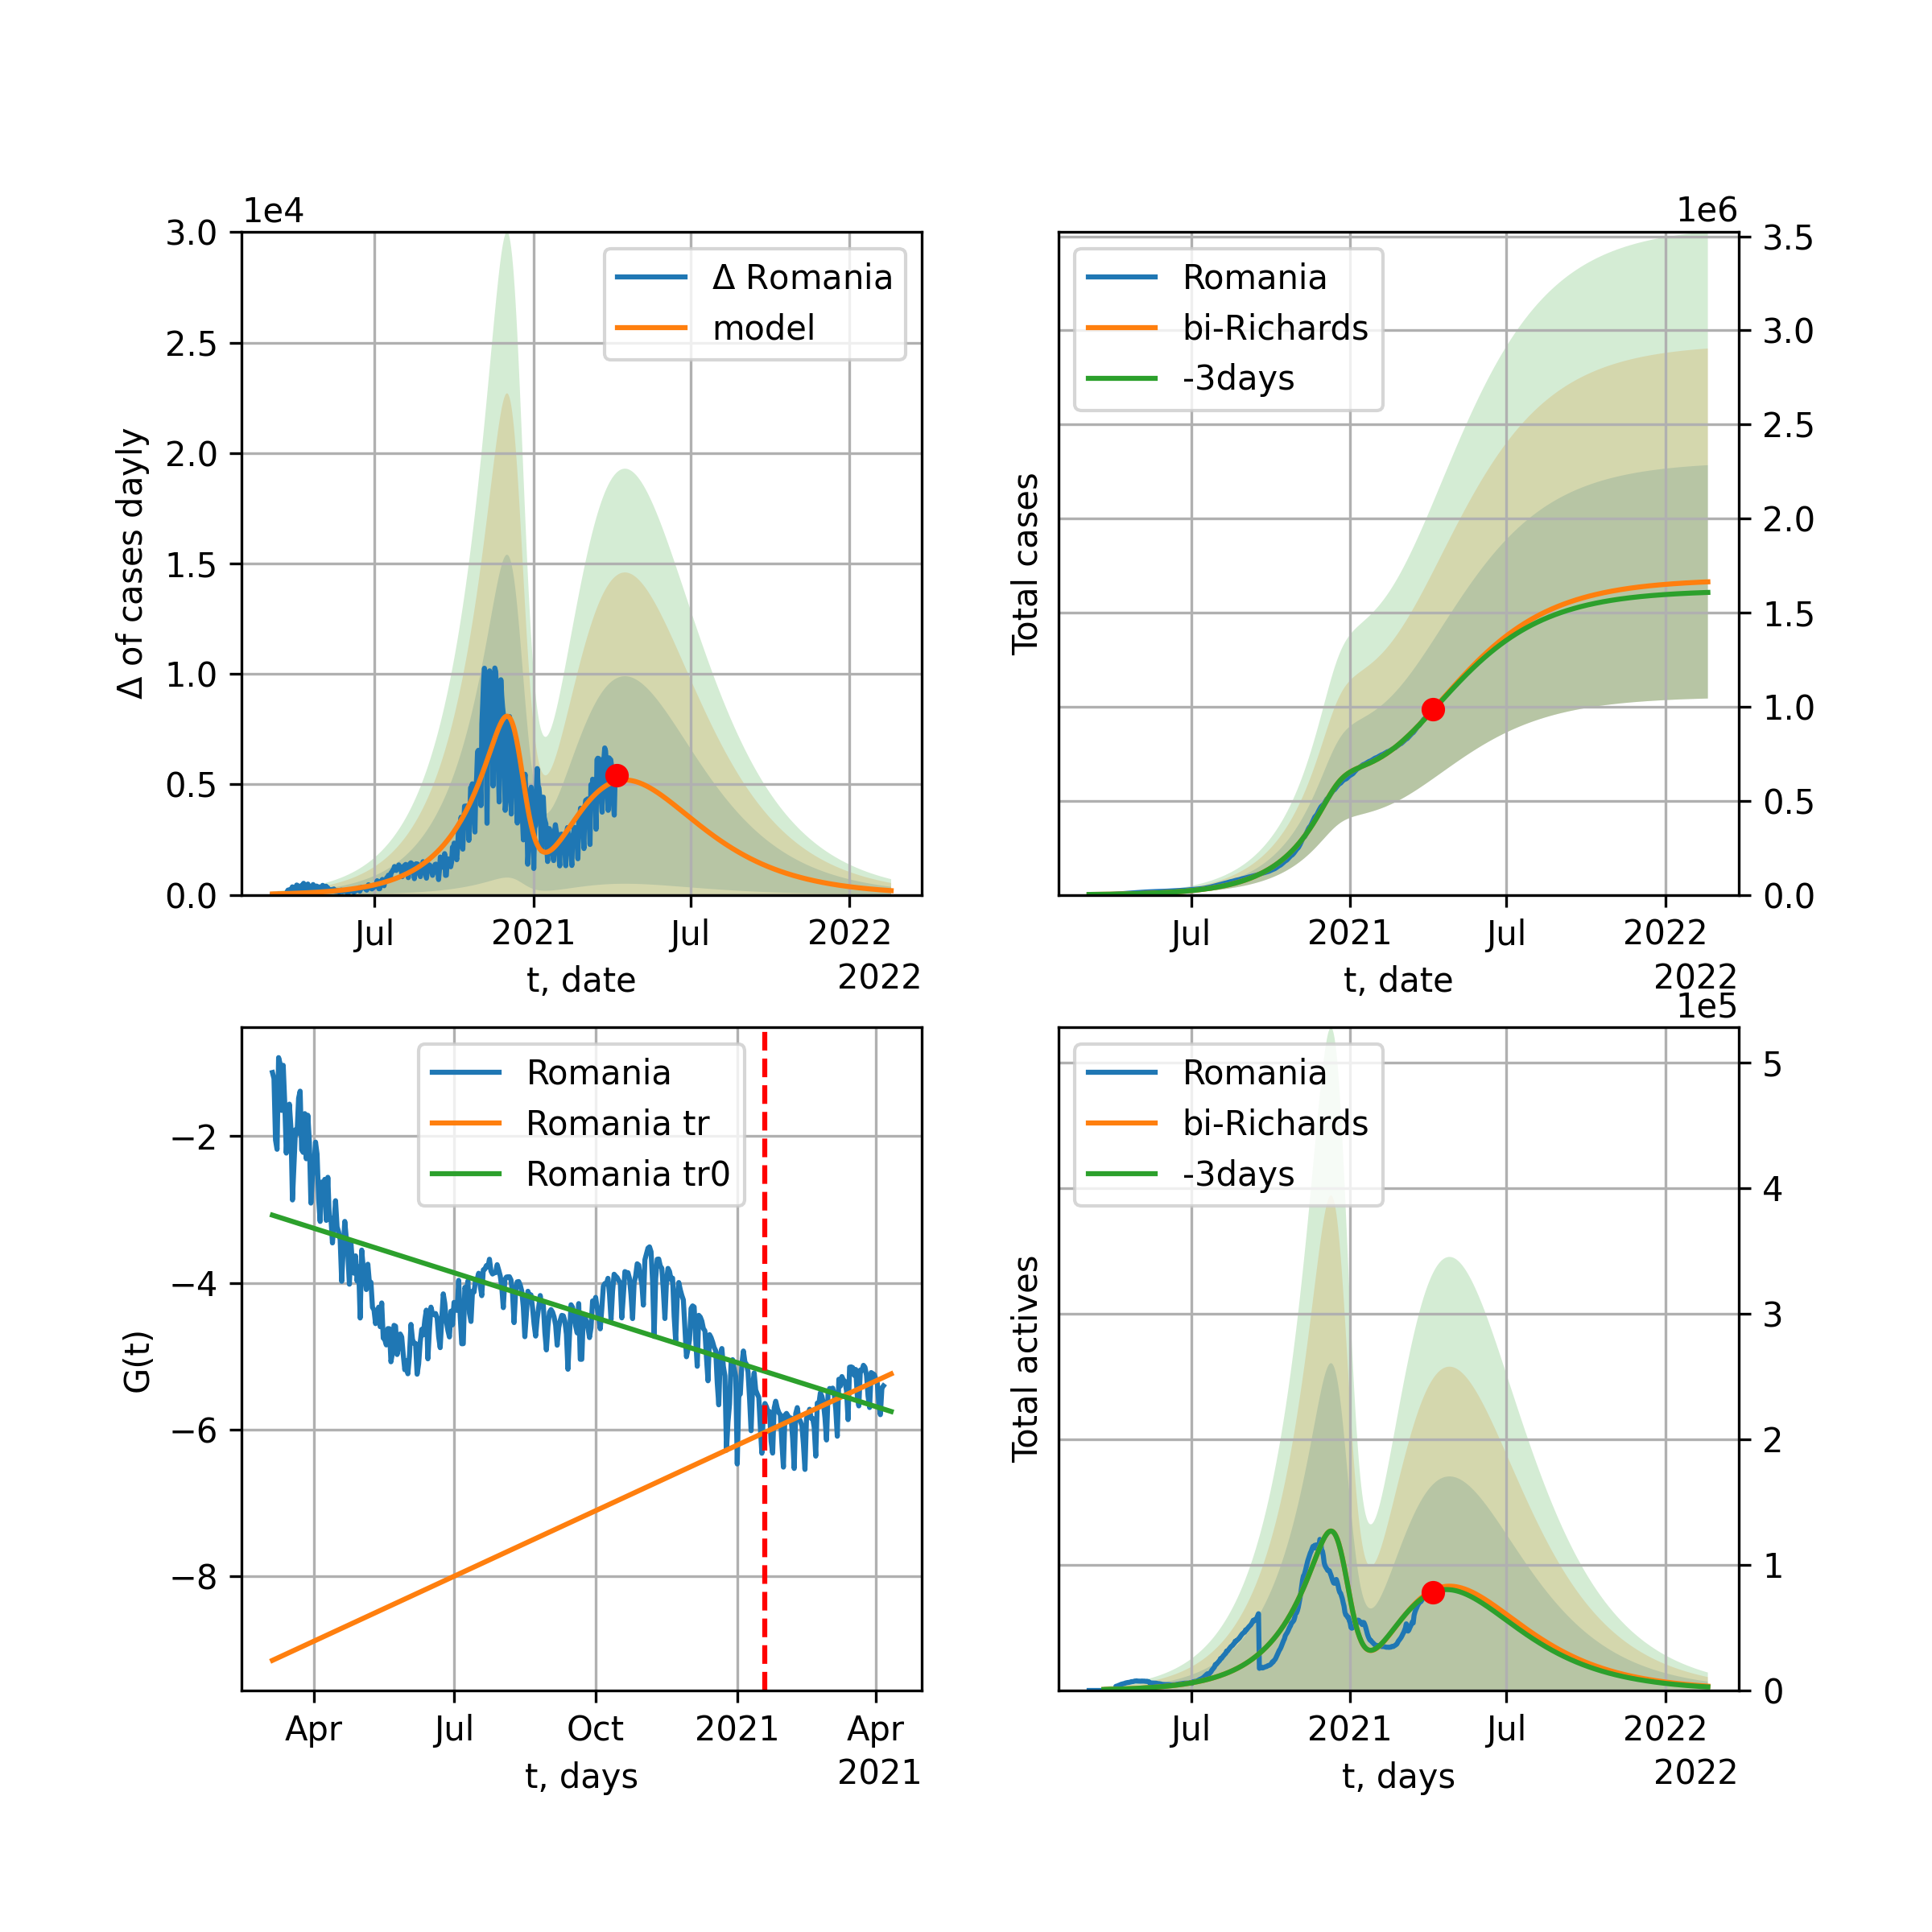 1e4
3.0
2.5
2.0
1.5
1.0
0.5
0.0
Δ of cases dayly
Δ Romania
model
Jul
2021
Jul
2022
t, date
2022
1e6
3.5
3.0
2.5
2.0
1.5
1.0
0.5
0.0
Total cases
Romania
bi-Richards
-3days
Jul
2021
Jul
2022
t, date
2022
−2
−4
−6
−8
G(t)
Romania
Romania tr
Romania tr0
Apr
Jul
Oct
2021
Apr
t, days
2021
1e5
5
4
3
2
1
0
Total actives
Romania
bi-Richards
-3days
Jul
2021
Jul
2022
t, days
2022